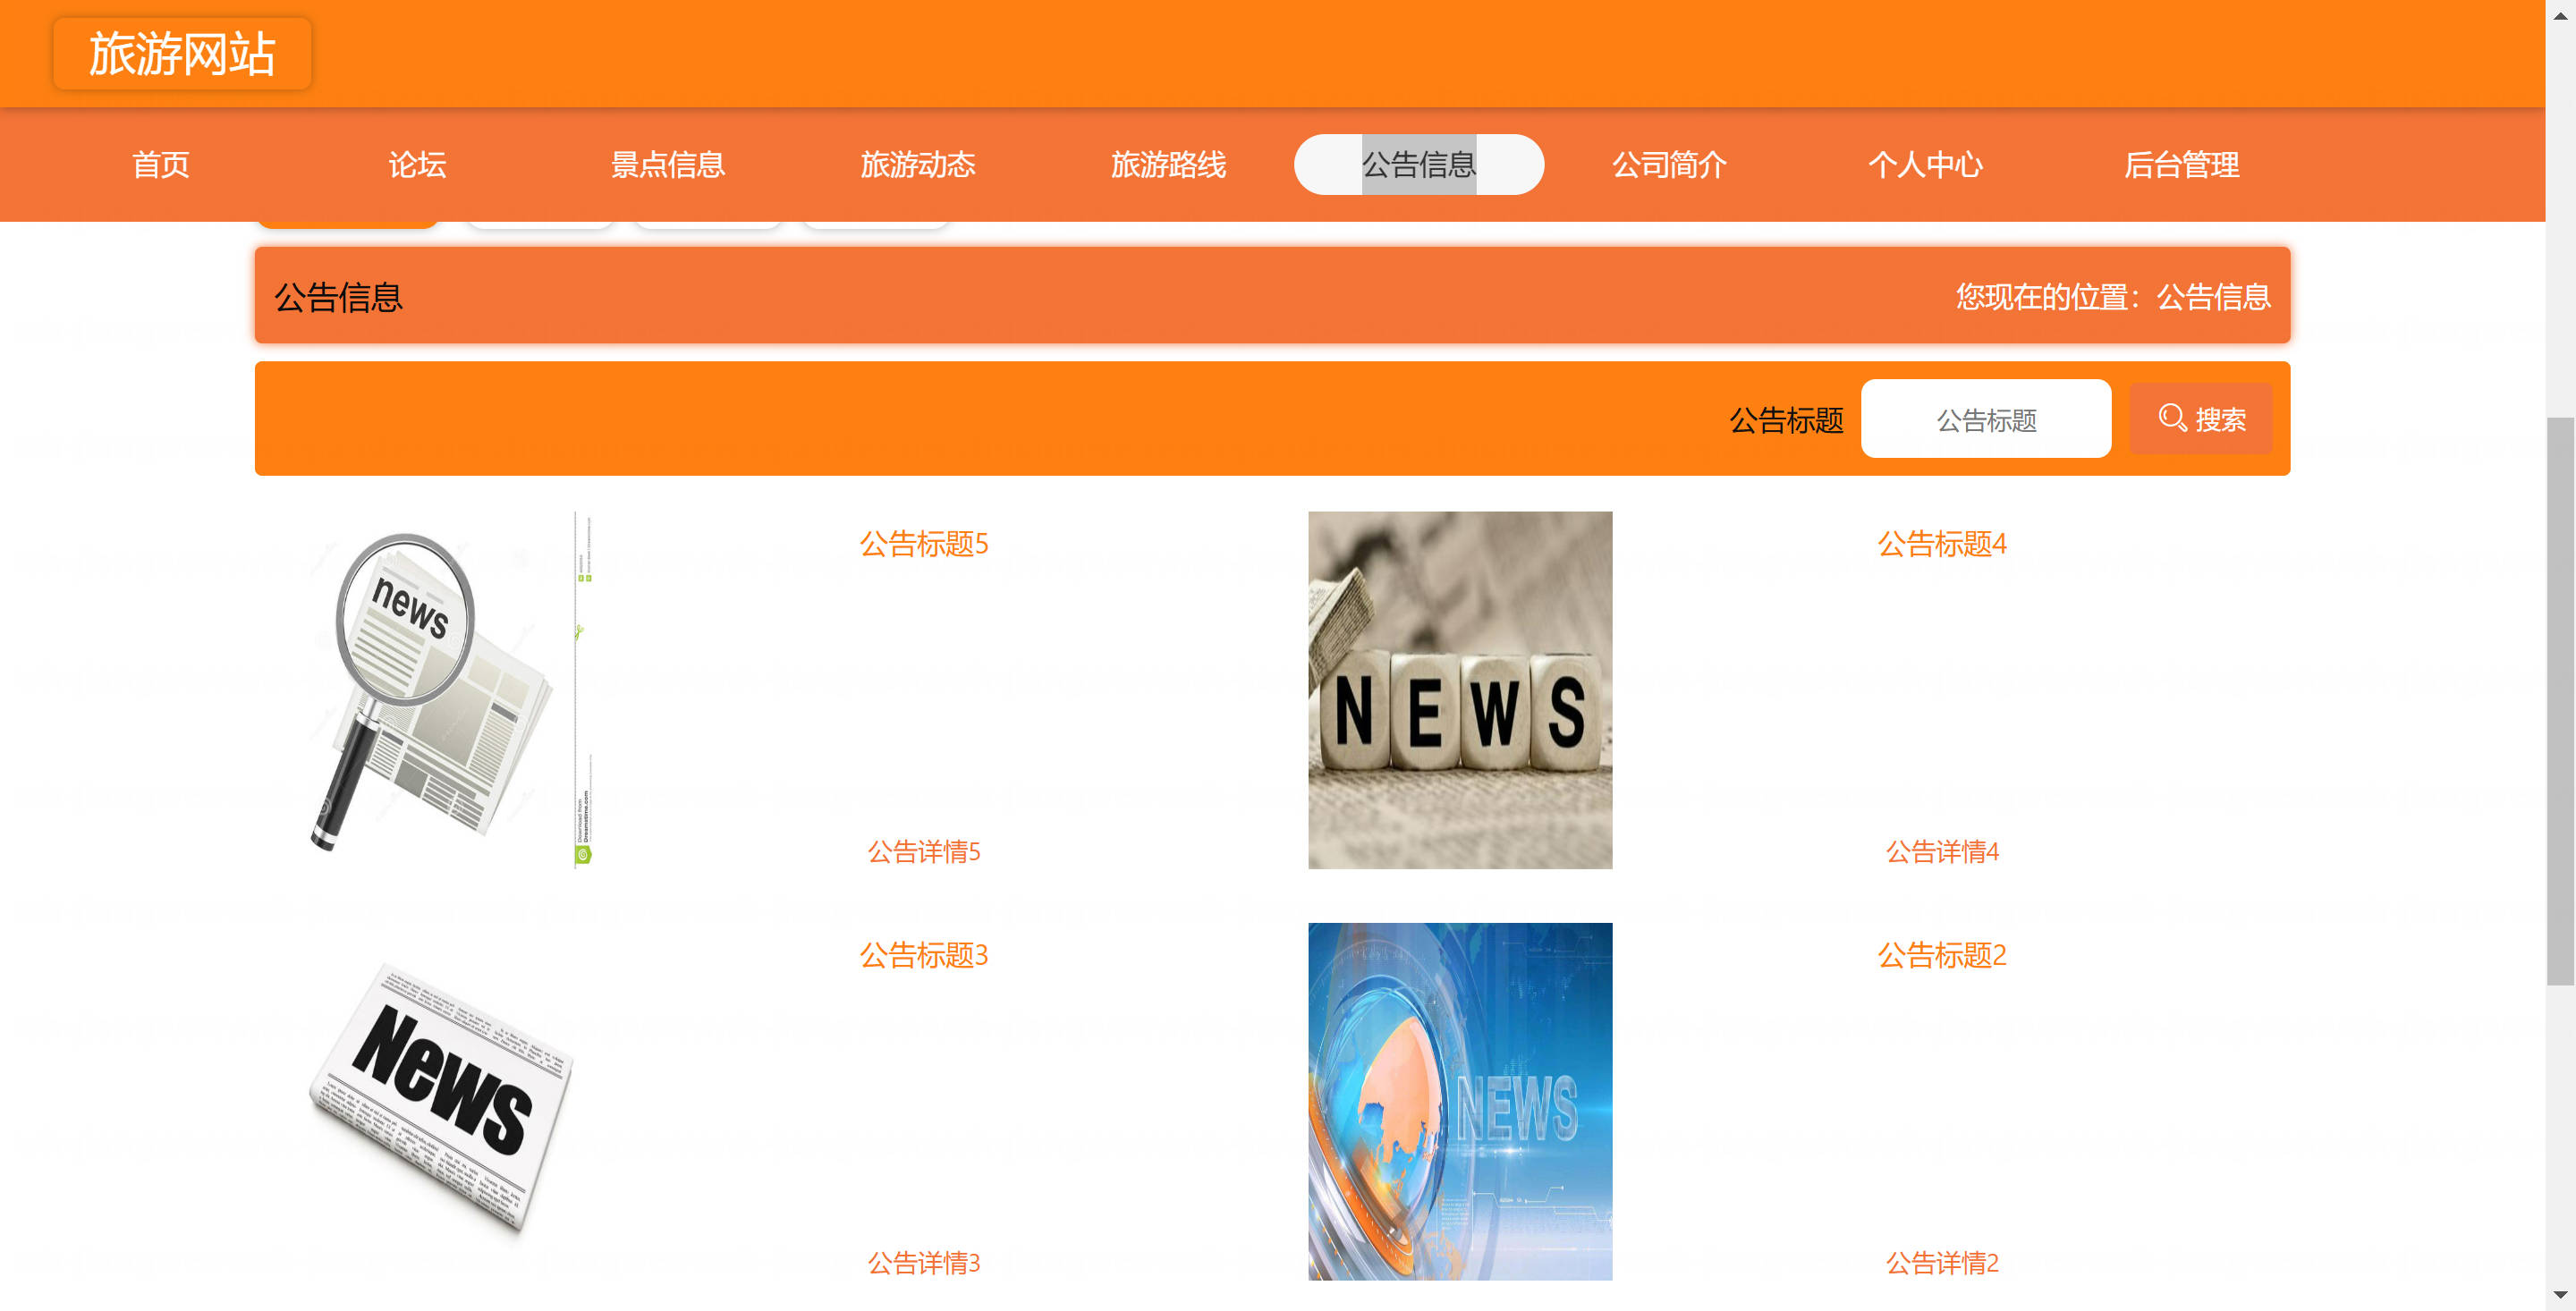 旅游网站
首页 论坛 景点信息 旅游动态 旅游路线 公告信息 公司简介 个人中心 后台管理
公告信息 您现在的位置：公告信息
公告标题 公告标题 搜索
公告标题5
news
公告详情5
公告标题4
NEWS
公告详情4
公告标题3
News
公告详情3
公告标题2
NEWS
公告详情2